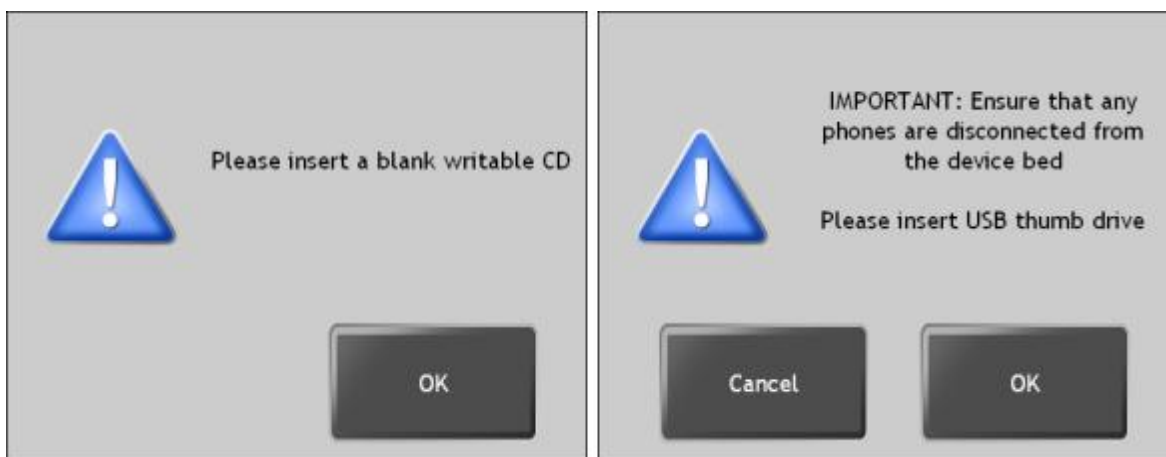 Please insert a blank writable CD
OK
IMPORTANT: Ensure that any
phones are disconnected from
the device bed
Please insert USB thumb drive
Cancel
OK